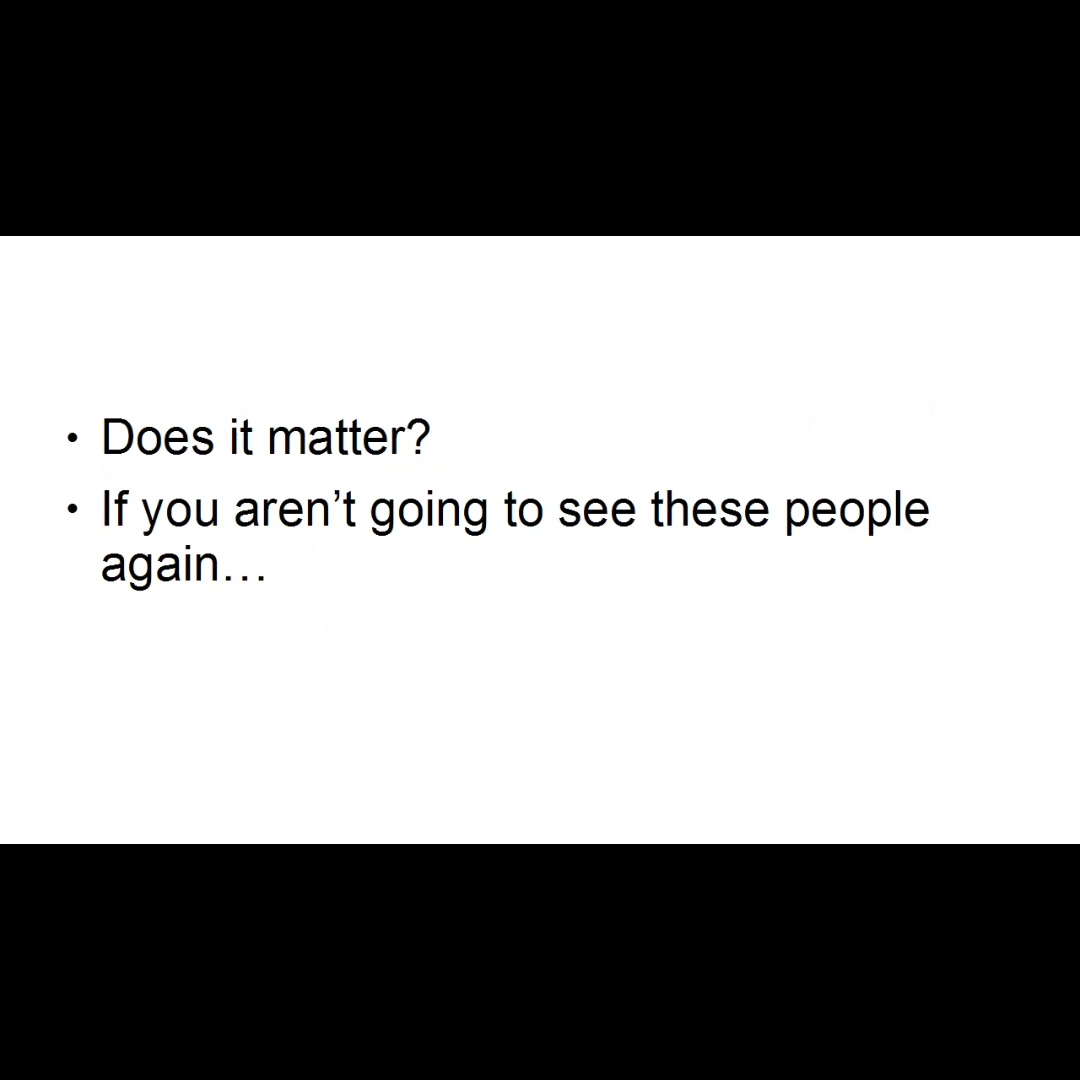 • Does it matter?
• If you aren’t going to see these people
again…